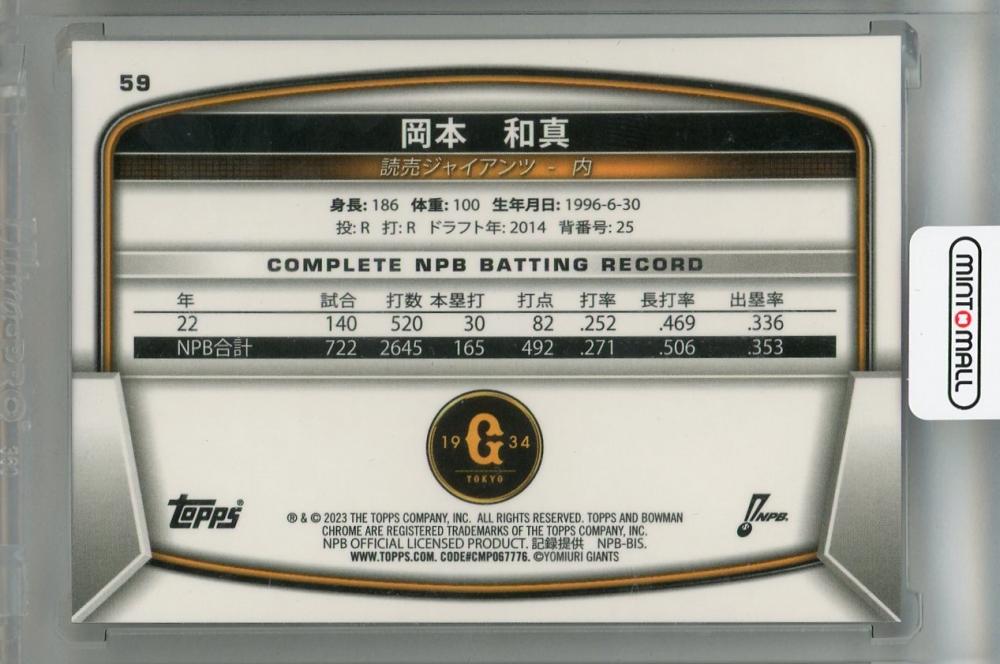 59
岡本 和真
読売ジャイアンツ - 内
身長: 186 体重: 100 生年月日: 1996-6-30
投: R 打: R ドラフト年: 2014 背番号: 25
COMPLETE NPB BATTING RECORD
年 試合 打数 本塁打 打点 打率 長打率 出塁率
22 140 520 30 82 .252 .469 .336
NPB合計 722 2645 165 492 .271 .506 .353
19 G 34
TOKYO
Topps®
® & © 2023 THE TOPPS COMPANY, INC. ALL RIGHTS RESERVED. TOPPS AND BOWMAN
CHROME ARE REGISTERED TRADEMARKS OF THE TOPPS COMPANY, INC.
NPB OFFICIAL LICENSED PRODUCT. 記録提供 NPB-BIS.
WWW.TOPPS.COM. CODE#CMP067776. ©YOMIURI GIANTS
NPB.
MINT MALL